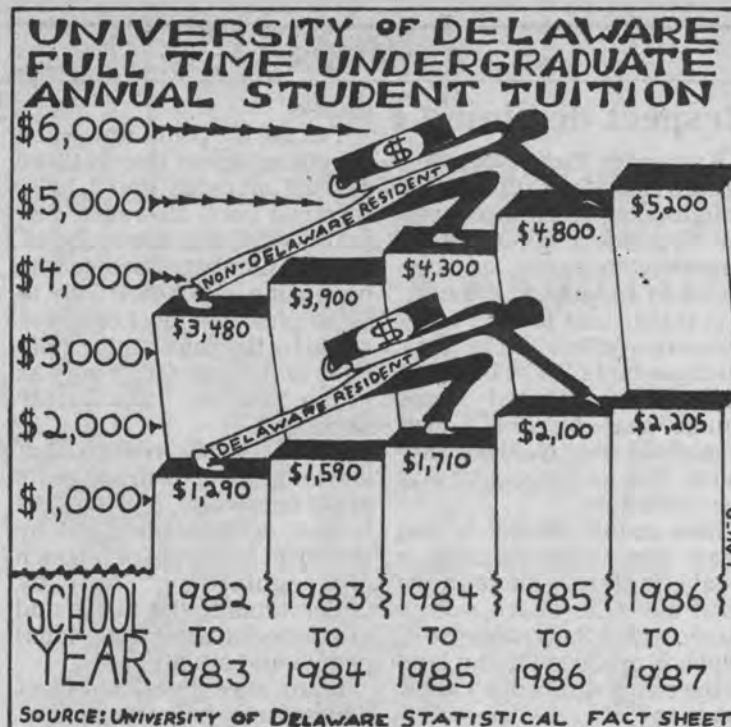 UNIVERSITY OF DELAWARE
FULL TIME UNDERGRADUATE
ANNUAL STUDENT TUITION
$6,000
$5,000
$4,000
$3,000
$2,000
$1,000
$
NON-DELAWARE RESIDENT
$3,480
$3,900
$4,300
$4,800
$5,200
$
DELAWARE RESIDENT
$1,290
$1,590
$1,710
$2,100
$2,205
SCHOOL YEAR
1982 TO 1983
1983 TO 1984
1984 TO 1985
1985 TO 1986
1986 TO 1987
SOURCE: UNIVERSITY OF DELAWARE STATISTICAL FACT SHEET